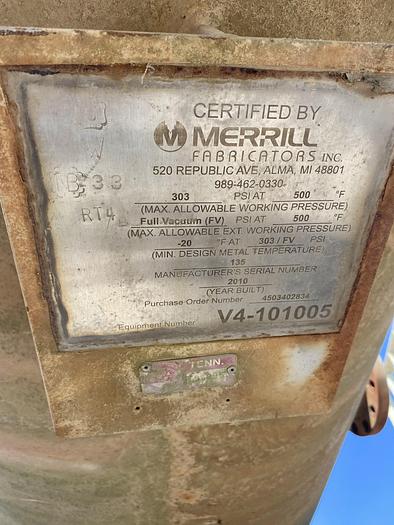 CERTIFIED BY
MERRILL
FABRICATORS INC.
520 REPUBLIC AVE, ALMA, MI 48801
989-462-0330
303 PSI AT 500 °F
(MAX. ALLOWABLE WORKING PRESSURE)
Full Vacuum (FV) PSI AT 500 °F
(MAX. ALLOWABLE EXT. WORKING PRESSURE)
-20 °F AT 303 / FV PSI
(MIN. DESIGN METAL TEMPERATURE)
135
MANUFACTURER'S SERIAL NUMBER
2010
(YEAR BUILT)
Purchase Order Number 4503402834
Equipment Number V4-101005
RT4
TENN.